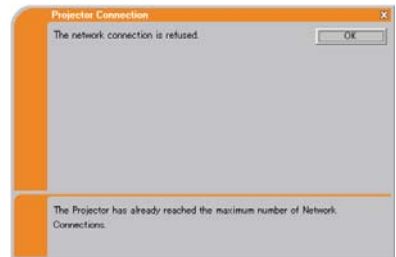 Projector Connection x
The network connection is refused. OK
The Projector has already reached the maximum number of Network
Connections.